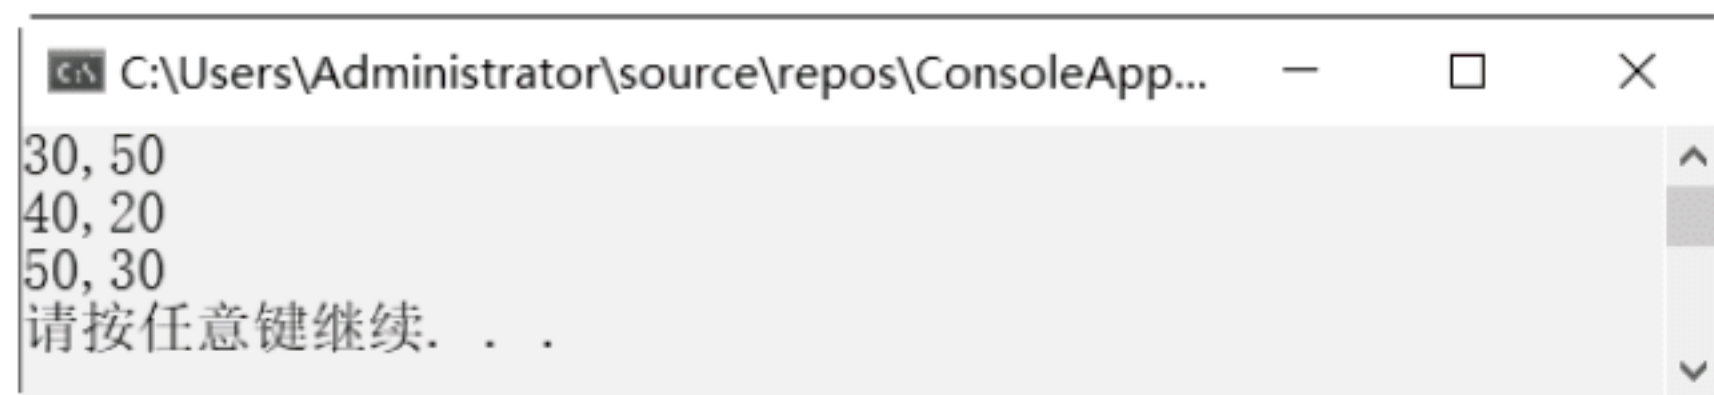 C:\Users\Administrator\source\repos\ConsoleApp...
30, 50
40, 20
50, 30
请按任意键继续. . .